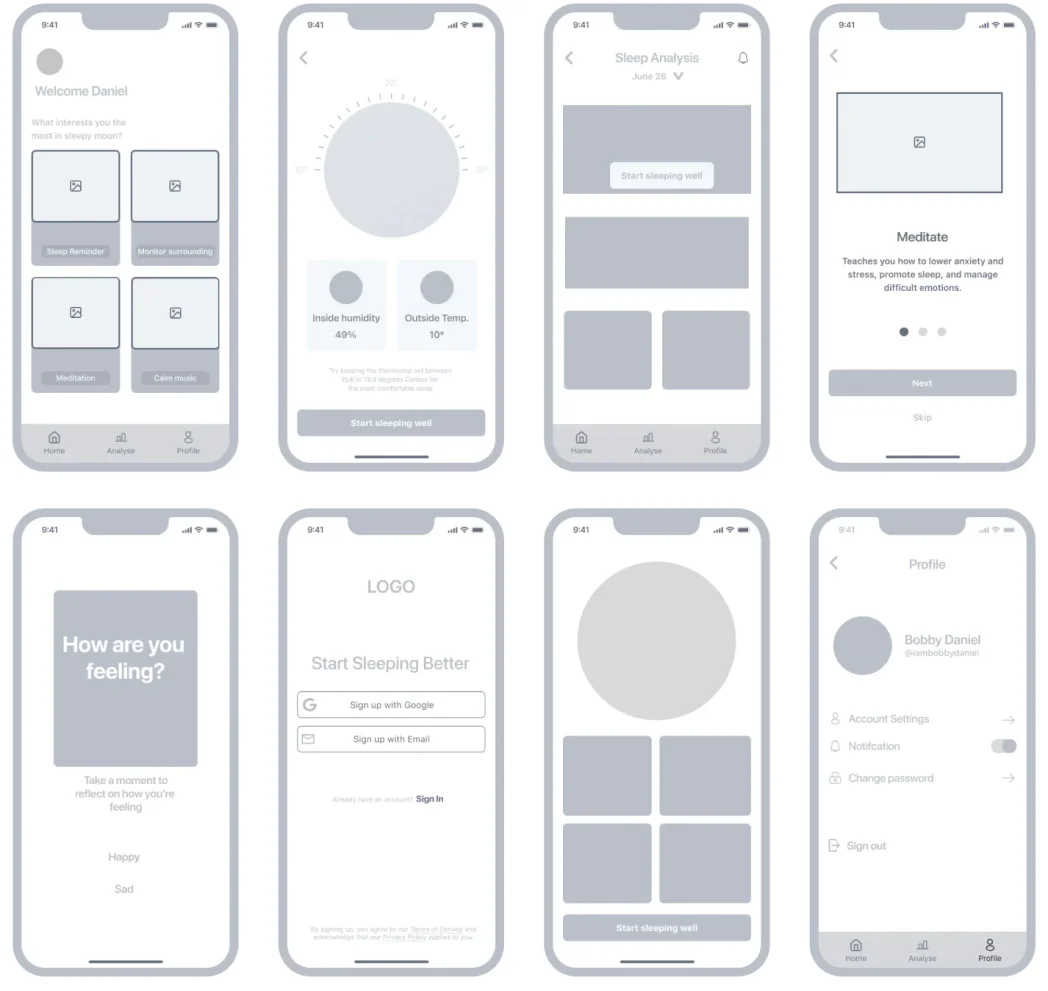 9:41
Welcome Daniel
What interests you the
most in sleepy moon?
Sleep Reminder
Monitor surrounding
Meditation
Calm music
Home
Analyse
Profile
9:41
20°
10°
30°
Inside humidity
49%
Outside Temp.
10°
Try keeping the thermostat set between
15.6 to 19.4 degrees Celsius for
the most comfortable sleep
Start sleeping well
9:41
Sleep Analysis
June 26
Start sleeping well
Home
Analyse
Profile
9:41
Meditate
Teaches you how to lower anxiety and
stress, promote sleep, and manage
difficult emotions.
Next
Skip
9:41
How are you
feeling?
Take a moment to
reflect on how you're
feeling
Happy
Sad
9:41
LOGO
Start Sleeping Better
G
Sign up with Google
Sign up with Email
Already have an account? Sign In
By signing up, you agree to our Terms of Service and
acknowledge that our Privacy Policy applies to you.
9:41
Start sleeping well
9:41
Profile
Bobby Daniel
@iambobbydaniel
Account Settings
Notifcation
Change password
Sign out
Home
Analyse
Profile